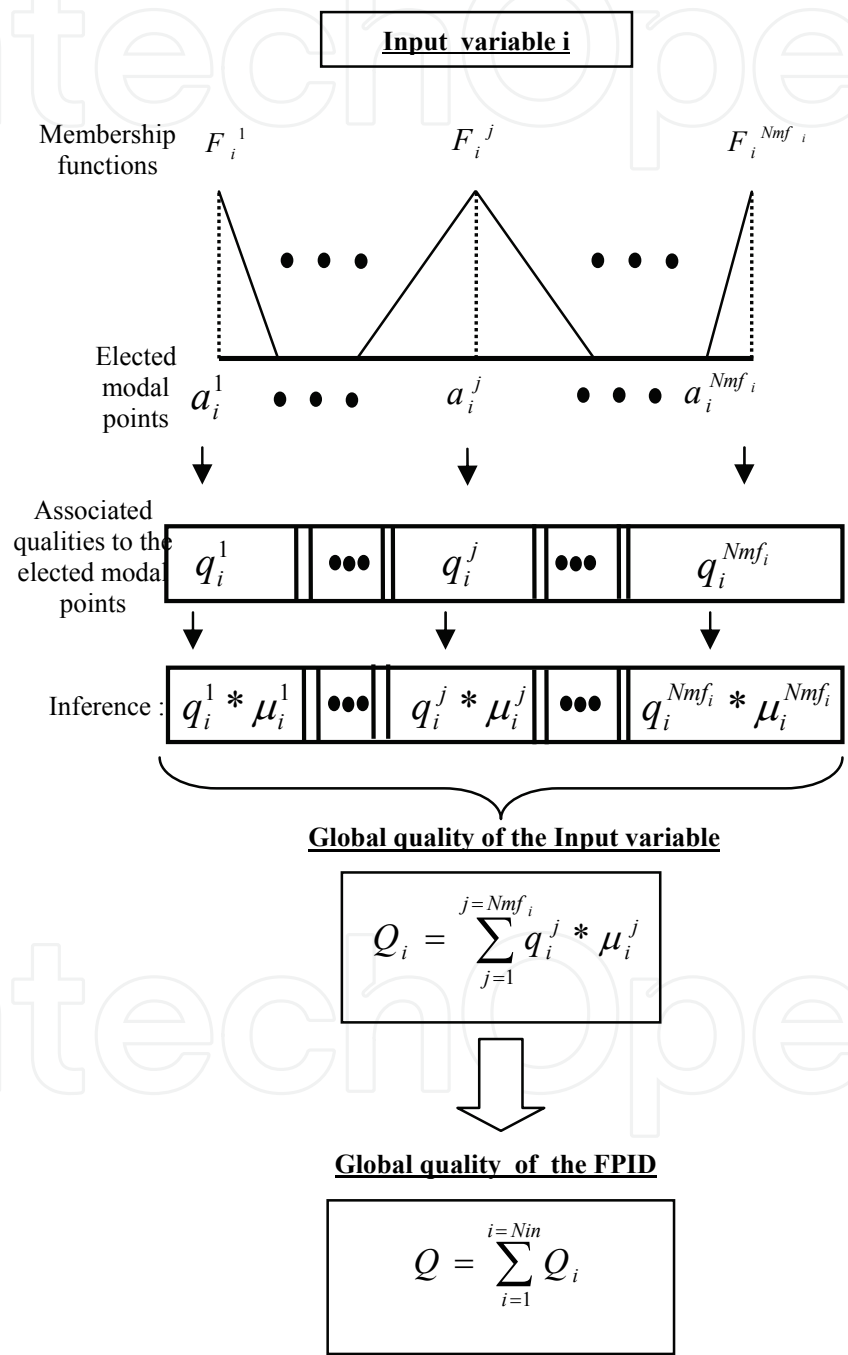 Input variable i
Membership
functions
F_i^1 F_i^j F_i^{Nmf_i}
Elected
modal
points
a_i^1 a_i^j a_i^{Nmf_i}
Associated
qualities to the
elected modal
points
q_i^1 q_i^j q_i^{Nmf_i}
Inference :
q_i^1 * μ_i^1 q_i^j * μ_i^j q_i^{Nmf_i} * μ_i^{Nmf_i}
Global quality of the Input variable
Q_i = \sum_{j=1}^{j=Nmf_i} q_i^j * μ_i^j
Global quality of the FPID
Q = \sum_{i=1}^{i=Nin} Q_i